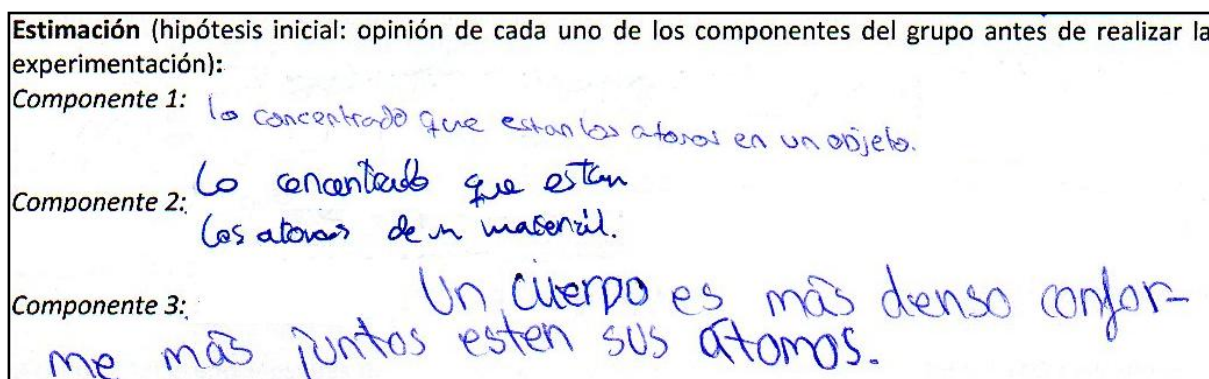 Estimación (hipótesis inicial: opinión de cada uno de los componentes del grupo antes de realizar la
experimentación):
Componente 1: lo concentrado que estan los atomos en un objeto.
Componente 2: Lo concentrado que estan
los atomos de un material.
Componente 3: Un cuerpo es más denso confor-
me más juntos esten sus átomos.